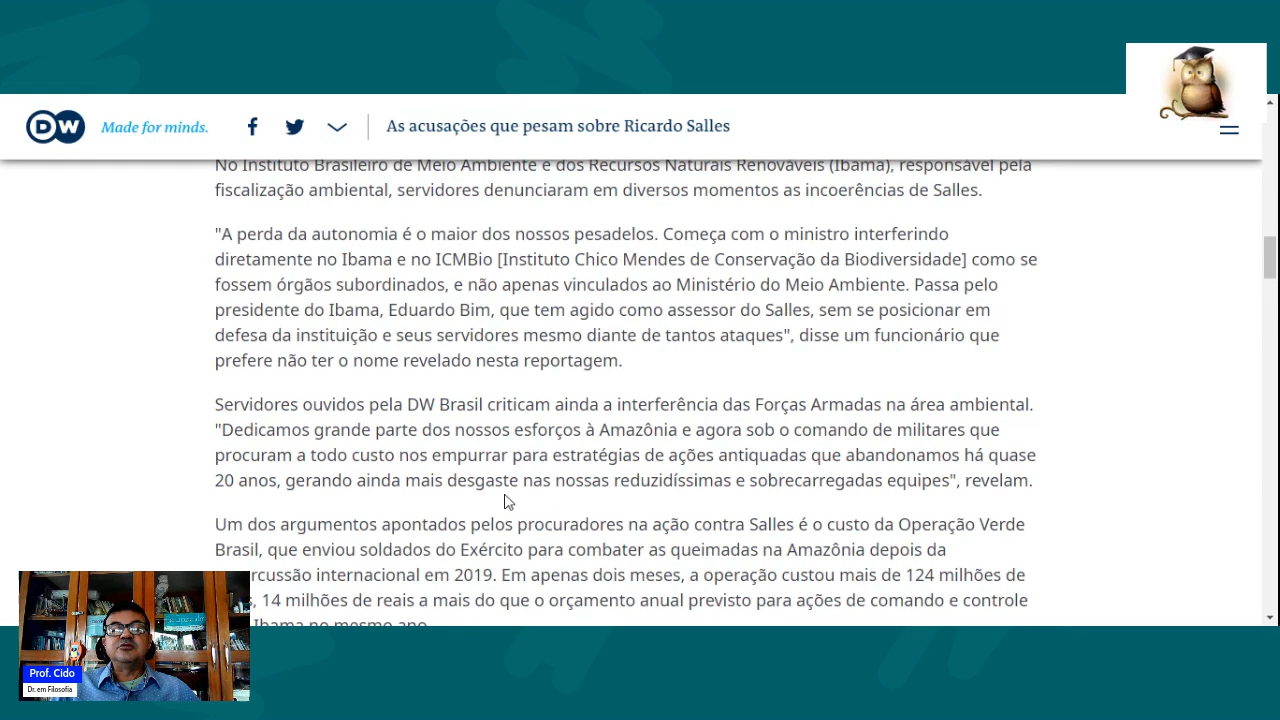 DW Made for minds. As acusações que pesam sobre Ricardo Salles
No Instituto Brasileiro de Meio Ambiente e dos Recursos Naturais Renováveis (Ibama), responsável pela
fiscalização ambiental, servidores denunciaram em diversos momentos as incoerências de Salles.
"A perda da autonomia é o maior dos nossos pesadelos. Começa com o ministro interferindo
diretamente no Ibama e no ICMBio [Instituto Chico Mendes de Conservação da Biodiversidade] como se
fossem órgãos subordinados, e não apenas vinculados ao Ministério do Meio Ambiente. Passa pelo
presidente do Ibama, Eduardo Bim, que tem agido como assessor do Salles, sem se posicionar em
defesa da instituição e seus servidores mesmo diante de tantos ataques", disse um funcionário que
prefere não ter o nome revelado nesta reportagem.
Servidores ouvidos pela DW Brasil criticam ainda a interferência das Forças Armadas na área ambiental.
"Dedicamos grande parte dos nossos esforços à Amazônia e agora sob o comando de militares que
procuram a todo custo nos empurrar para estratégias de ações antiquadas que abandonamos há quase
20 anos, gerando ainda mais desgaste nas nossas reduzidíssimas e sobrecarregadas equipes", revelam.
Um dos argumentos apontados pelos procuradores na ação contra Salles é o custo da Operação Verde
Brasil, que enviou soldados do Exército para combater as queimadas na Amazônia depois da
internacional em 2019. Em apenas dois meses, a operação custou mais de 124 milhões de
14 milhões de reais a mais do que o orçamento anual previsto para ações de comando e controle
Ibama no mesmo ano.
Prof. Cido
Dr. em Filosofia